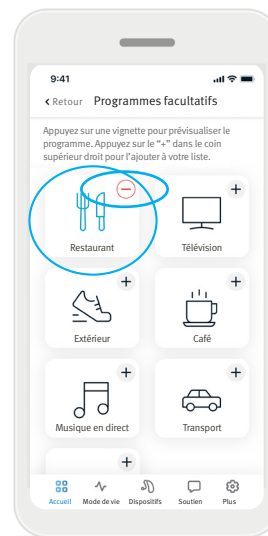 9:41
Retour Programmes facultatifs
Appuyez sur une vignette pour prévisualiser le
programme. Appuyez sur le “+” dans le coin
supérieur droit pour l’ajouter à votre liste.
Restaurant
Télévision
Extérieur
Café
Musique en direct
Transport
Accueil Mode de vie Dispositifs Soutien Plus